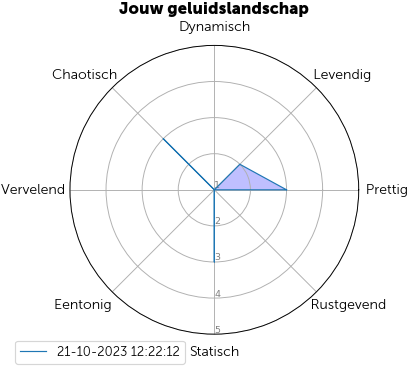 Jouw geluidslandschap
Dynamisch
Chaotisch Levendig
Vervelend Prettig
1
2
3
4
5
Eentonig Rustgevend
21-10-2023 12:22:12 Statisch